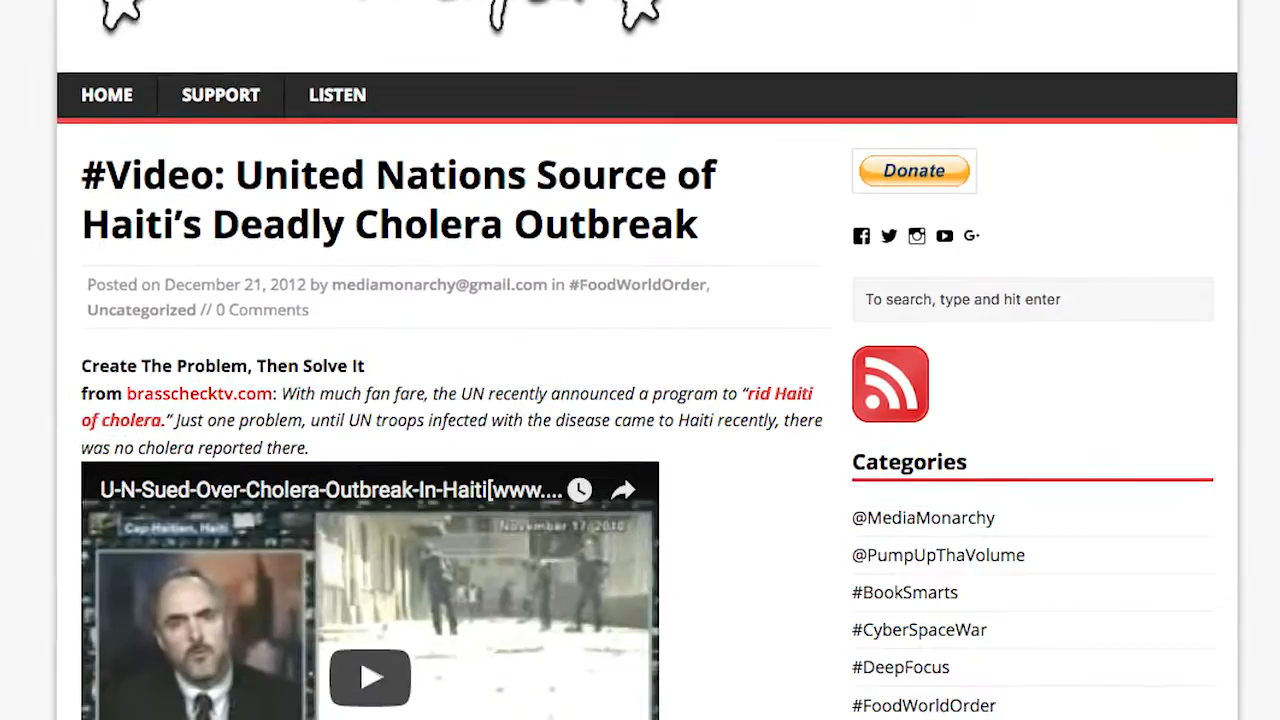 HOME
SUPPORT
LISTEN
#Video: United Nations Source of
Haiti’s Deadly Cholera Outbreak
Posted on December 21, 2012 by mediamonarchy@gmail.com in #FoodWorldOrder,
Uncategorized // 0 Comments
Create The Problem, Then Solve It
from brasschecktv.com: With much fan fare, the UN recently announced a program to “rid Haiti
of cholera.” Just one problem, until UN troops infected with the disease came to Haiti recently, there
was no cholera reported there.
U-N-Sued-Over-Cholera-Outbreak-In-Haiti[www....
Cap-Haitien, Haiti
November 17, 2010
Donate
To search, type and hit enter
Categories
@MediaMonarchy
@PumpUpThaVolume
#BookSmarts
#CyberSpaceWar
#DeepFocus
#FoodWorldOrder